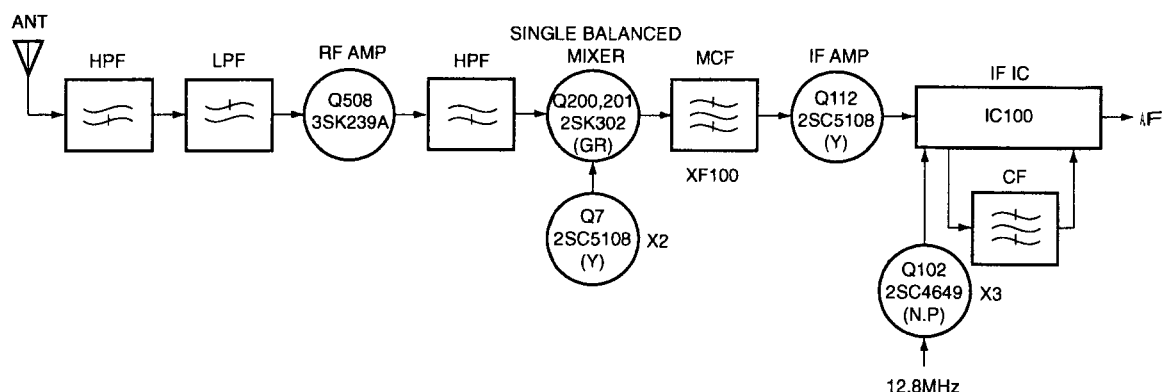 ANT
HPF
LPF
RF AMP
Q508
3SK239A
HPF
SINGLE BALANCED
MIXER
Q200,201
2SK302
(GR)
Q7
2SC5108
(Y)
X2
MCF
XF100
IF AMP
Q112
2SC5108
(Y)
IF IC
IC100
AF
CF
Q102
2SC4649
(N.P)
X3
12.8MHz